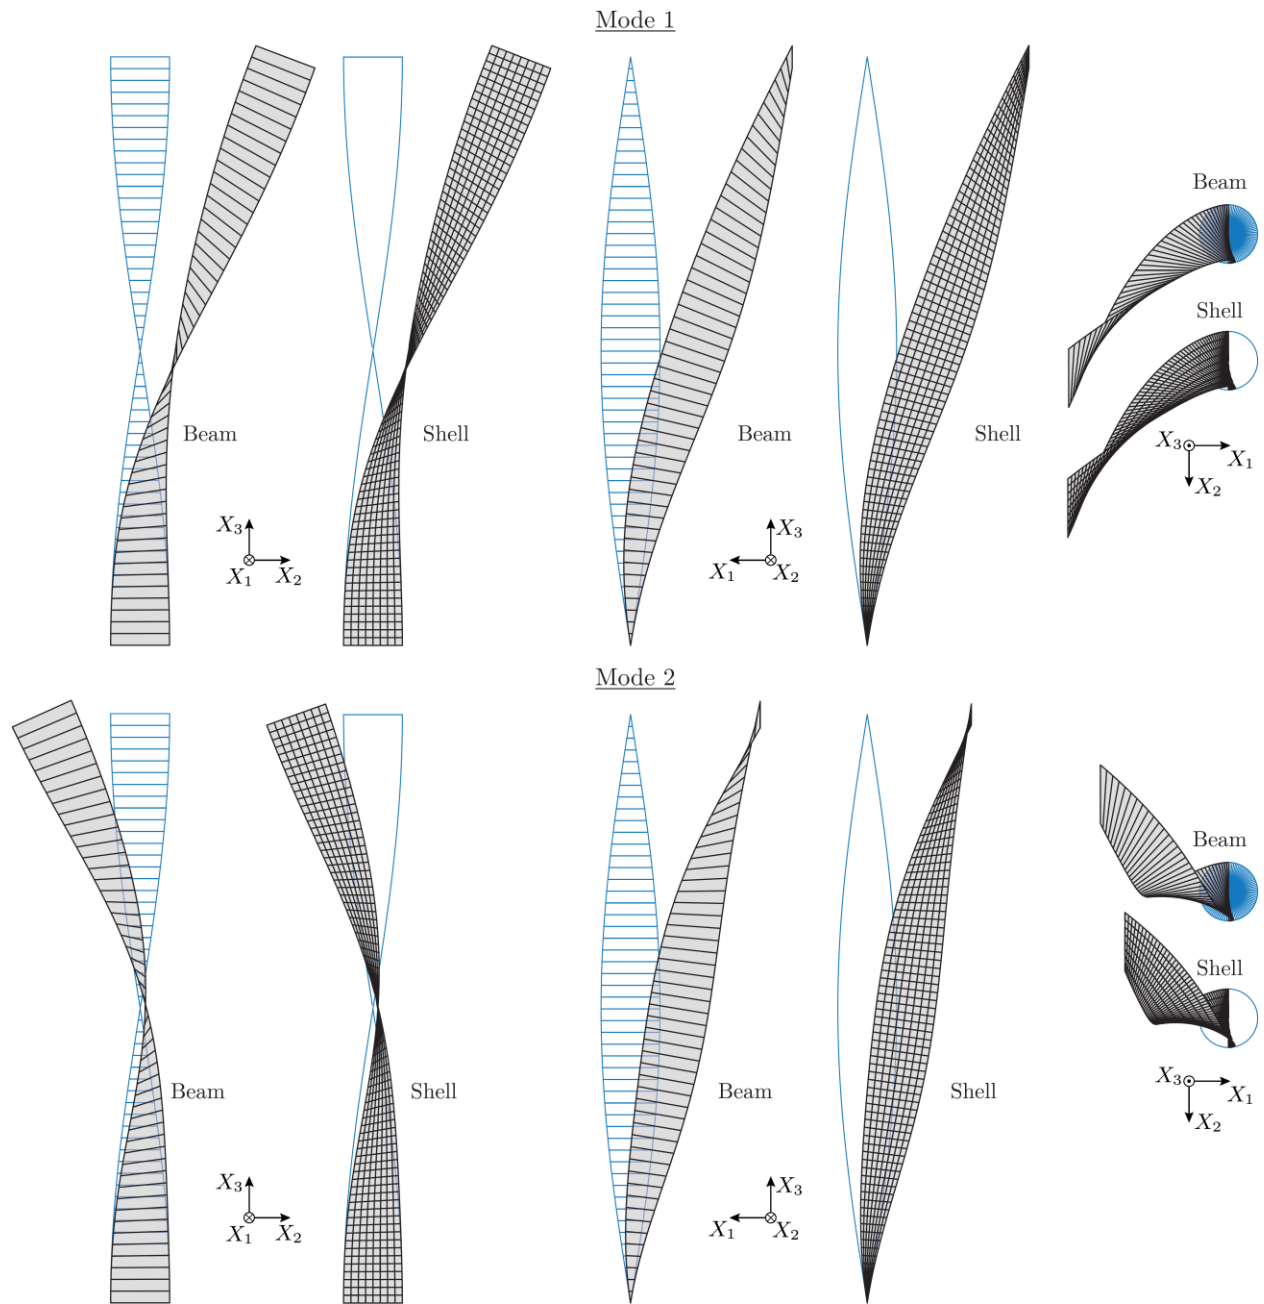 Mode 1
Beam
Shell
Beam
Shell
Beam
Shell
X₃
X₁
X₂
X₃
X₁
X₂
X₃
X₁
X₂
Mode 2
Beam
Shell
Beam
Shell
Beam
Shell
X₃
X₁
X₂
X₃
X₁
X₂
X₃
X₁
X₂